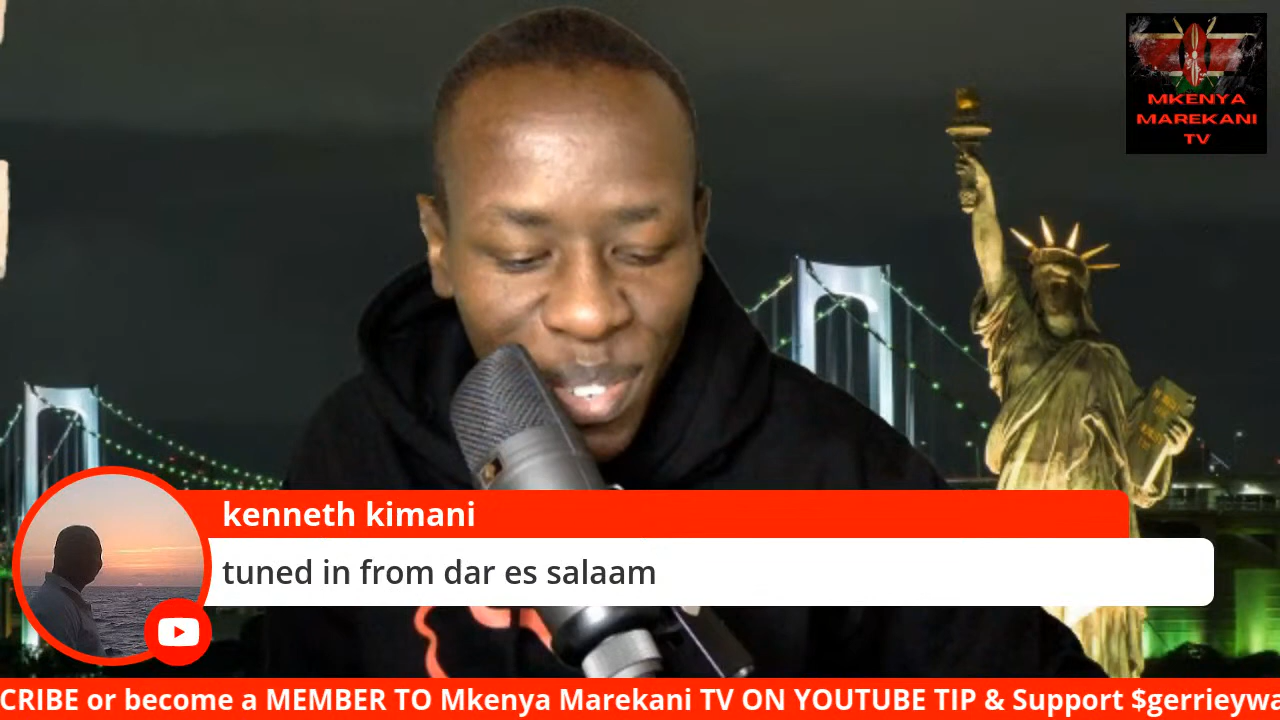 MKENYA
MAREKANI
TV
kenneth kimani
tuned in from dar es salaam
CRIBE or become a MEMBER TO Mkenya Marekani TV ON YOUTUBE TIP & Support $gerrieywa